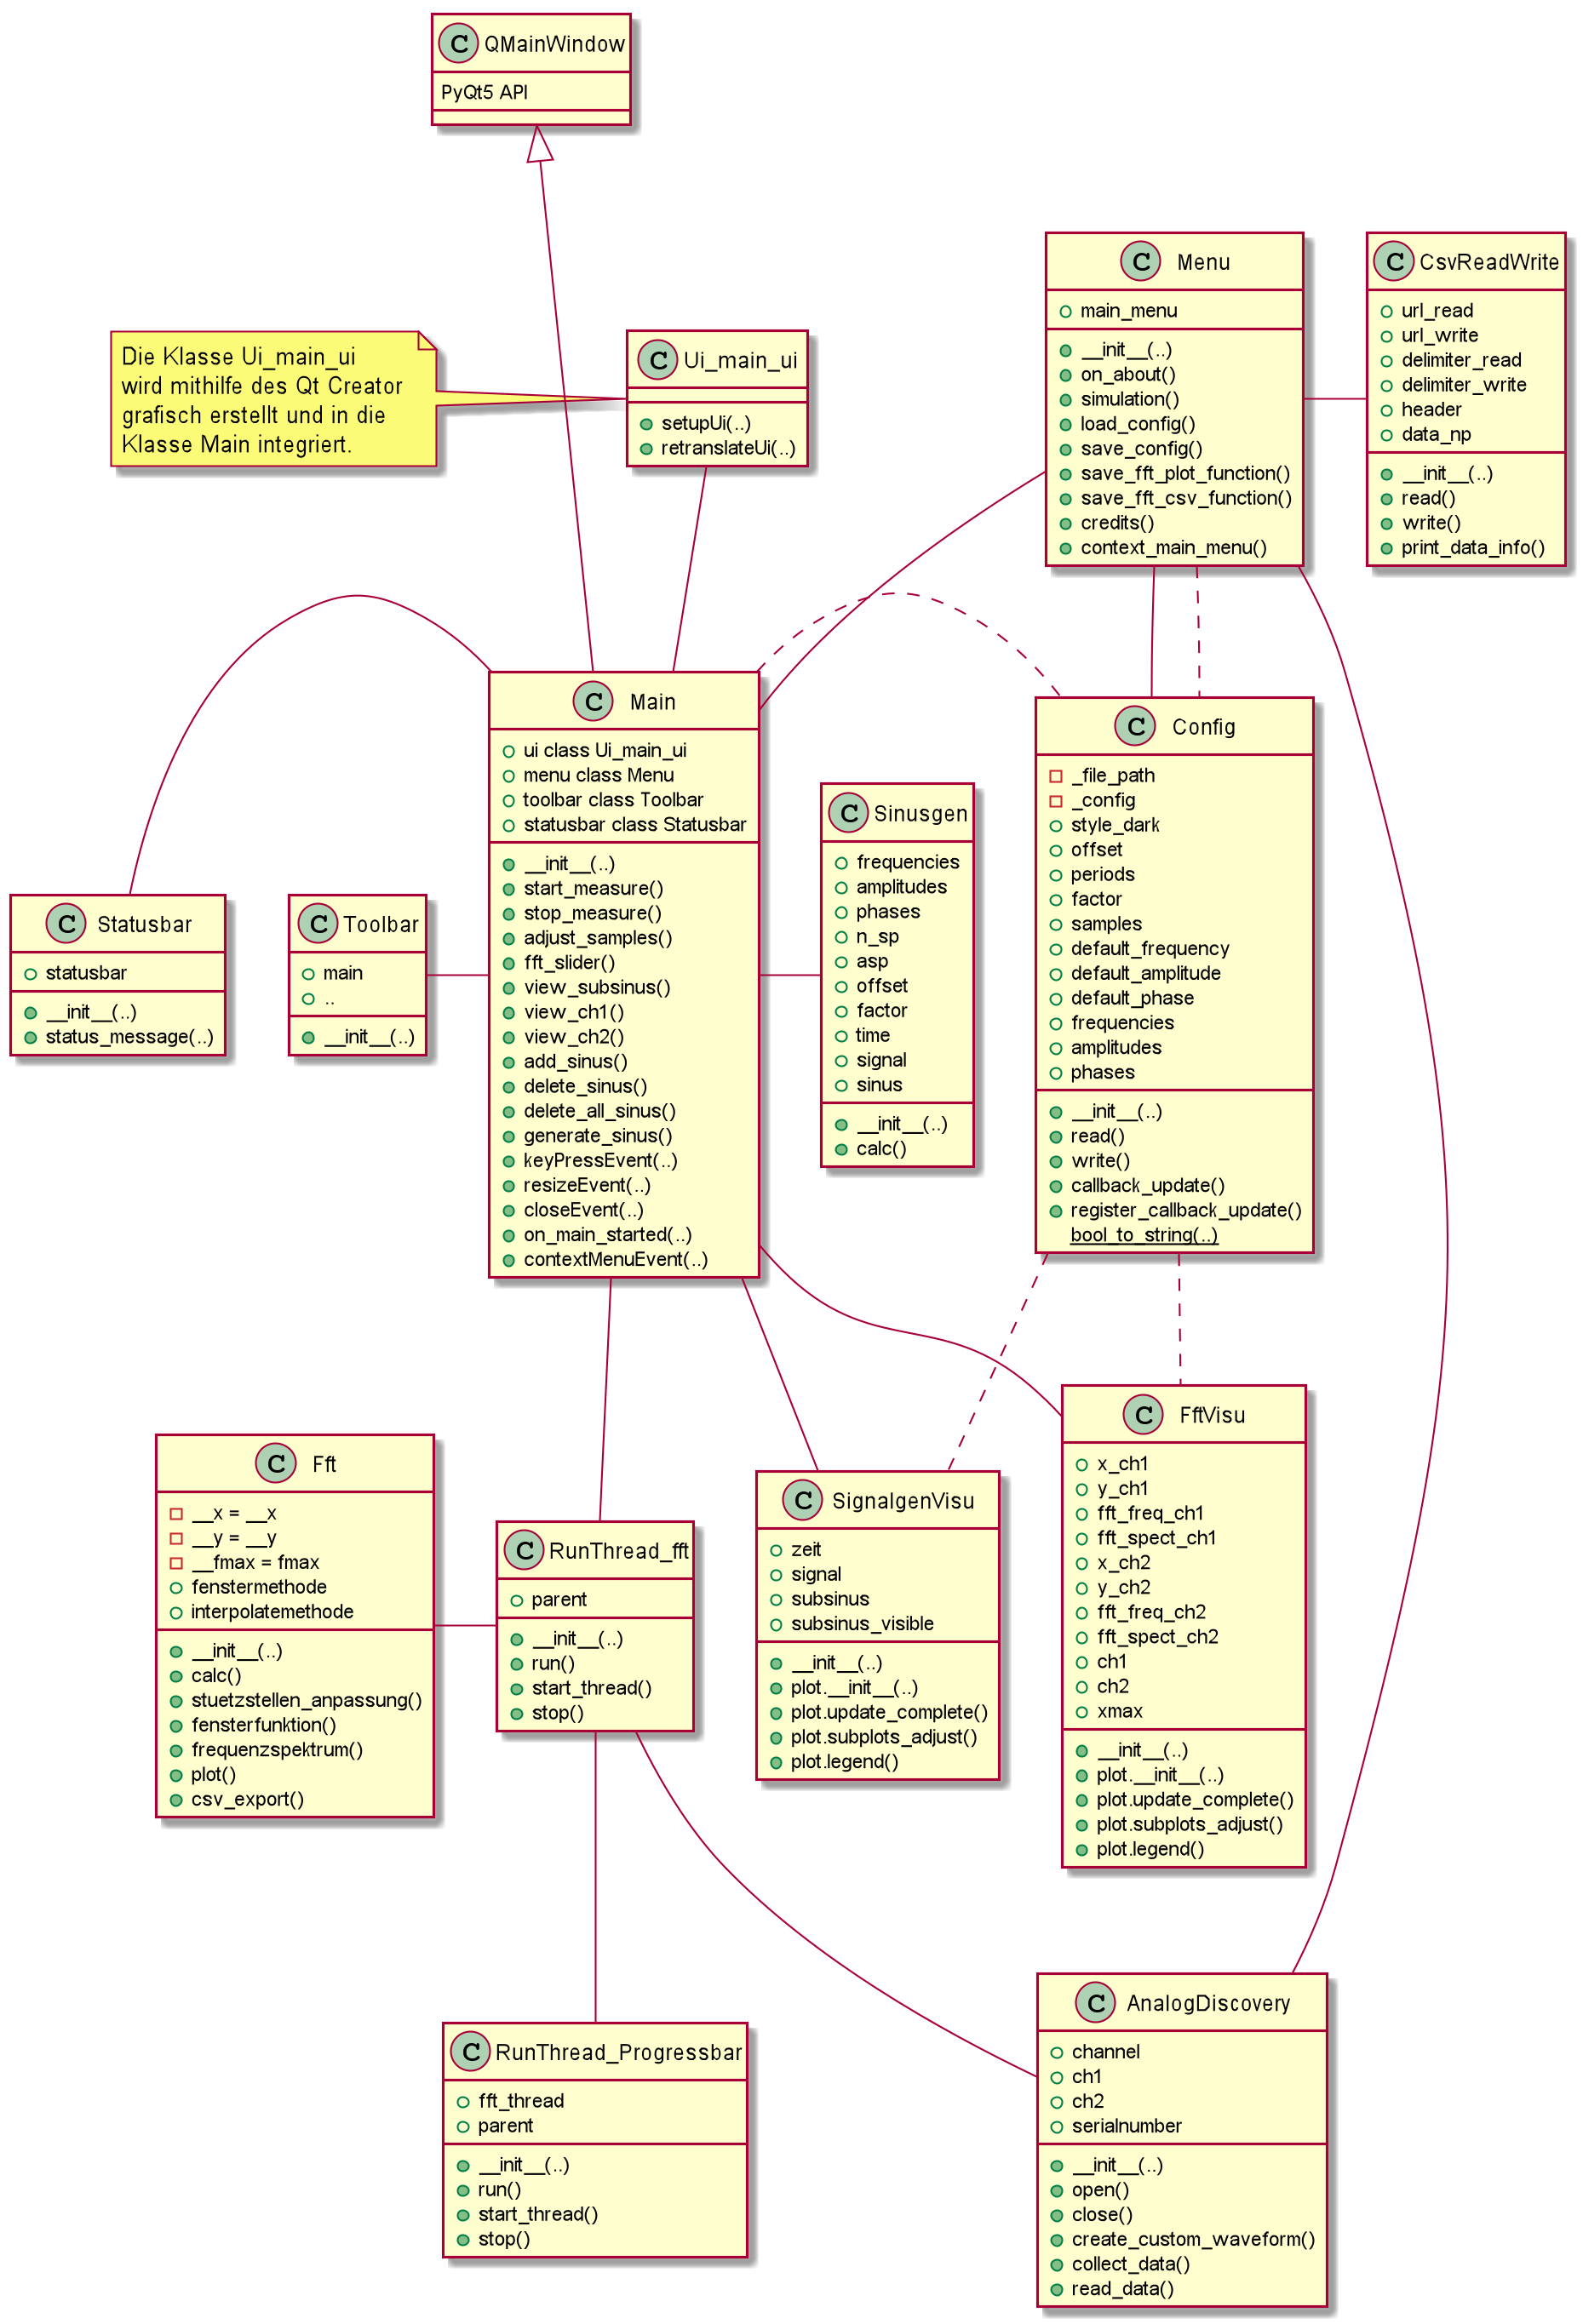 C QMainWindow
PyQt5 API
C Menu
main_menu
__init__(..)
on_about()
simulation()
load_config()
save_config()
save_fft_plot_function()
save_fft_csv_function()
credits()
context_main_menu()
C CsvReadWrite
url_read
url_write
delimiter_read
delimiter_write
header
data_np
__init__(..)
read()
write()
print_data_info()
Die Klasse Ui_main_ui
wird mithilfe des Qt Creator
grafisch erstellt und in die
Klasse Main integriert.
C Ui_main_ui
setupUi(..)
retranslateUi(..)
C Main
ui class Ui_main_ui
menu class Menu
toolbar class Toolbar
statusbar class Statusbar
__init__(..)
start_measure()
stop_measure()
adjust_samples()
fft_slider()
view_subsinus()
view_ch1()
view_ch2()
add_sinus()
delete_sinus()
delete_all_sinus()
generate_sinus()
keyPressEvent(..)
resizeEvent(..)
closeEvent(..)
on_main_started(..)
contextMenuEvent(..)
C Config
_file_path
_config
style_dark
offset
periods
factor
samples
default_frequency
default_amplitude
default_phase
frequencies
amplitudes
phases
__init__(..)
read()
write()
callback_update()
register_callback_update()
bool_to_string(..)
C Sinusgen
frequencies
amplitudes
phases
n_sp
asp
offset
factor
time
signal
sinus
__init__(..)
calc()
C Statusbar
statusbar
__init__(..)
status_message(..)
C Toolbar
main
..
__init__(..)
C FftVisu
x_ch1
y_ch1
fft_freq_ch1
fft_spect_ch1
x_ch2
y_ch2
fft_freq_ch2
fft_spect_ch2
ch1
ch2
xmax
__init__(..)
plot.__init__(..)
plot.update_complete()
plot.subplots_adjust()
plot.legend()
C Fft
__x = __x
__y = __y
__fmax = fmax
fenstermethode
interpolatemethode
__init__(..)
calc()
stuetzstellen_anpassung()
fensterfunktion()
frequenzspektrum()
plot()
csv_export()
C SignalgenVisu
zeit
signal
subsinus
subsinus_visible
__init__(..)
plot.__init__(..)
plot.update_complete()
plot.subplots_adjust()
plot.legend()
C RunThread_fft
parent
__init__(..)
run()
start_thread()
stop()
C AnalogDiscovery
channel
ch1
ch2
serialnumber
__init__(..)
open()
close()
create_custom_waveform()
collect_data()
read_data()
C RunThread_Progressbar
fft_thread
parent
__init__(..)
run()
start_thread()
stop()